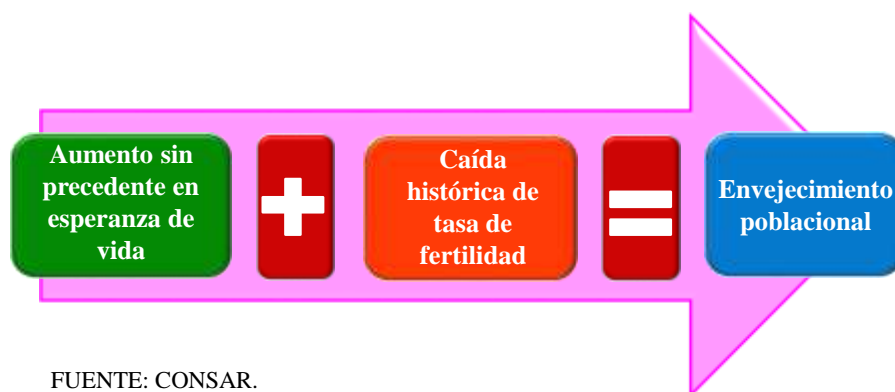 Aumento sin
precedente en
esperanza de
vida
+
Caída
histórica de
tasa de
fertilidad
=
Envejecimiento
poblacional
FUENTE: CONSAR.